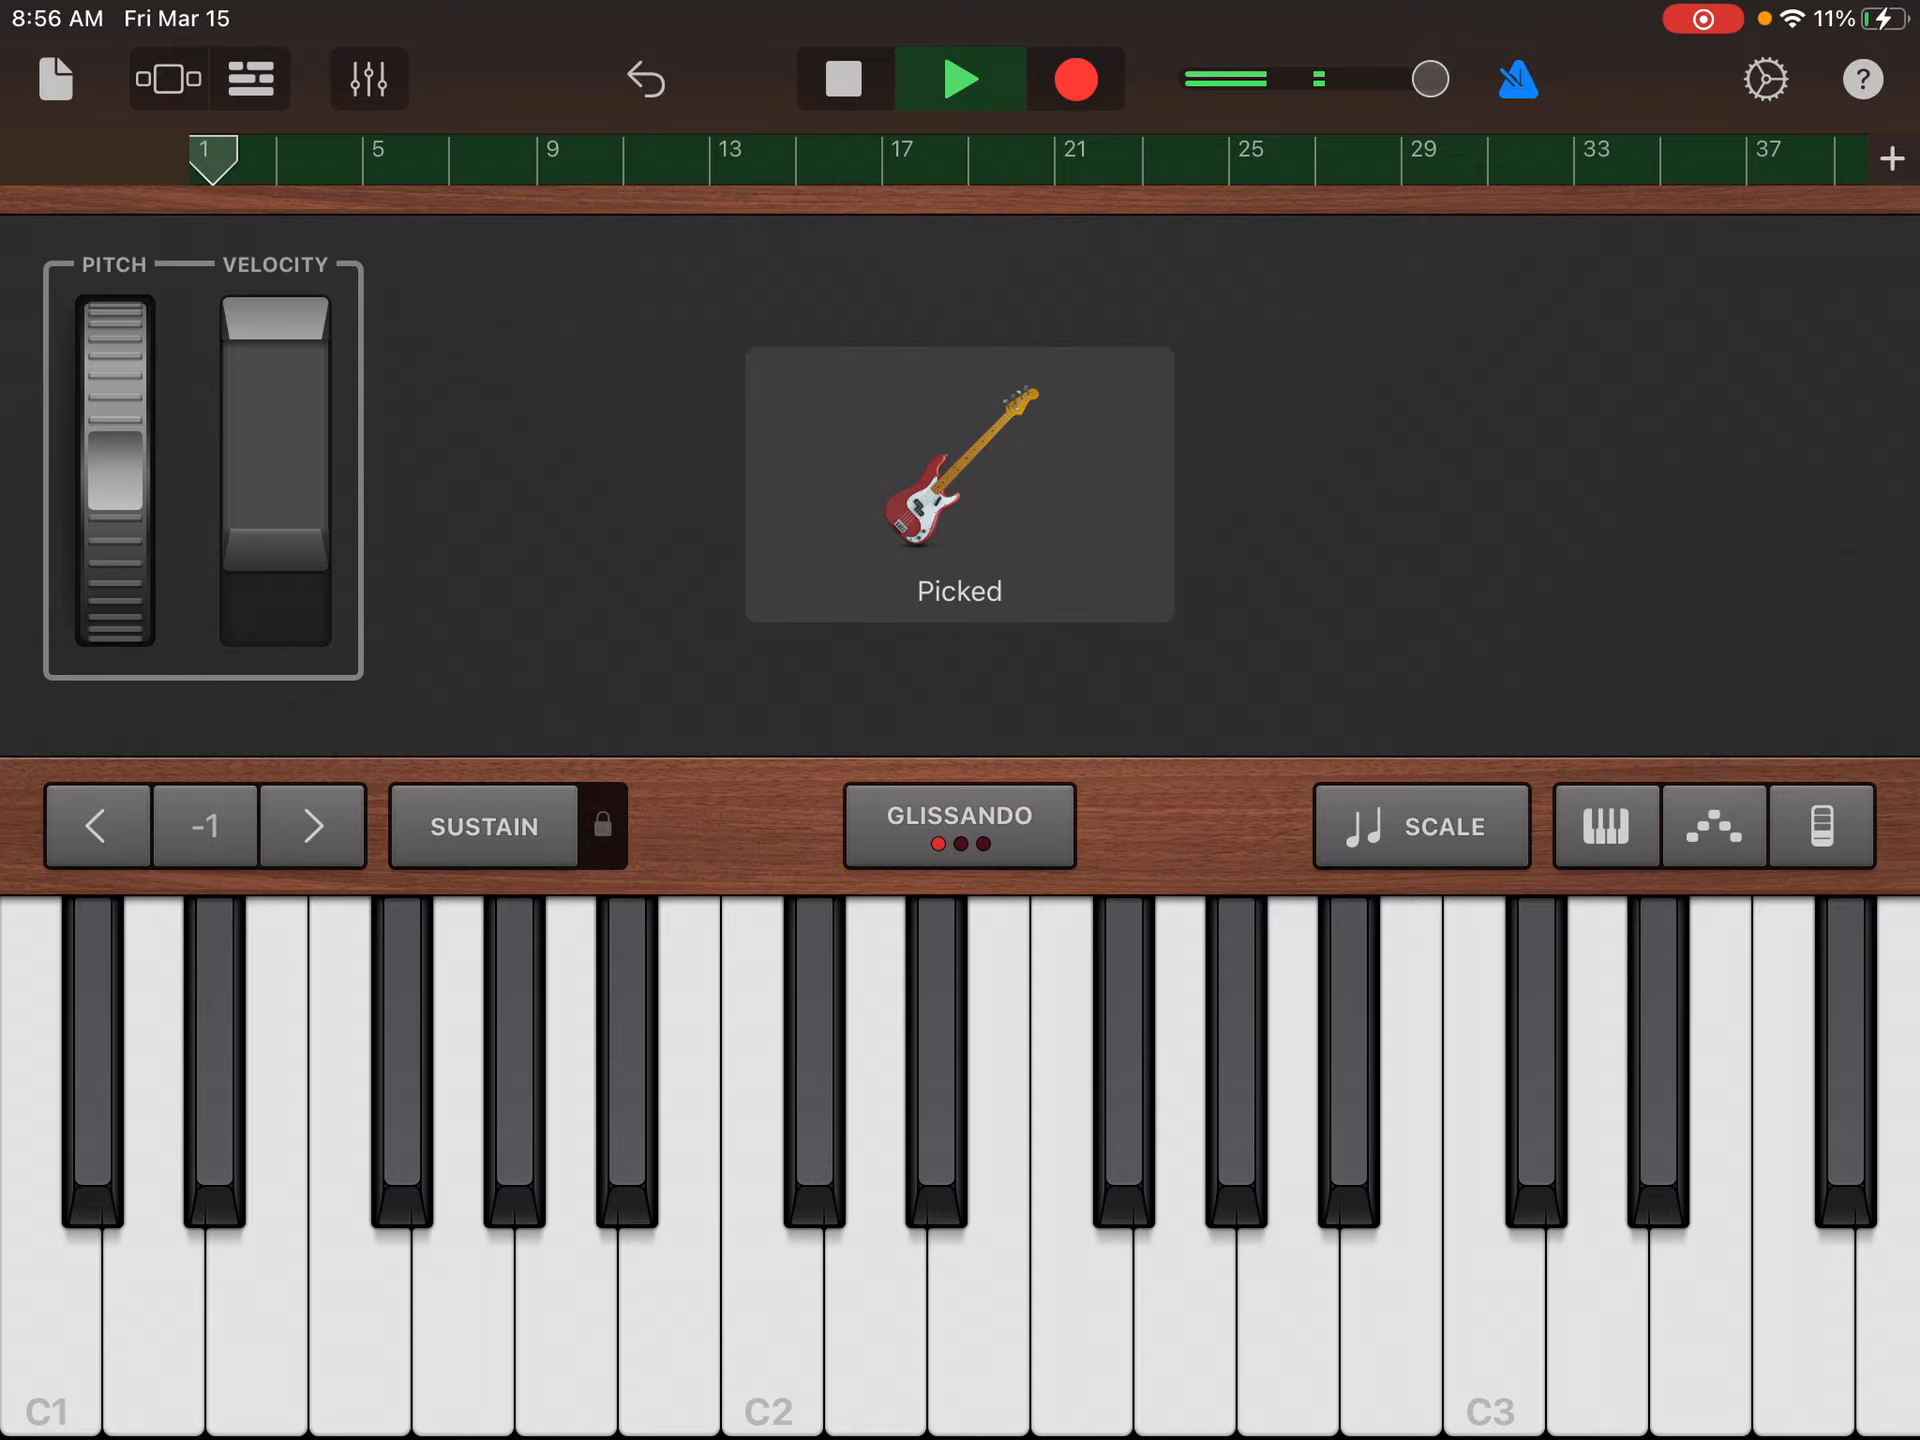 8:56 AM Fri Mar 15
11%
?
1 5 9 13 17 21 25 29 33 37
PITCH VELOCITY
Picked
-1
SUSTAIN
GLISSANDO
SCALE
C1 C2 C3